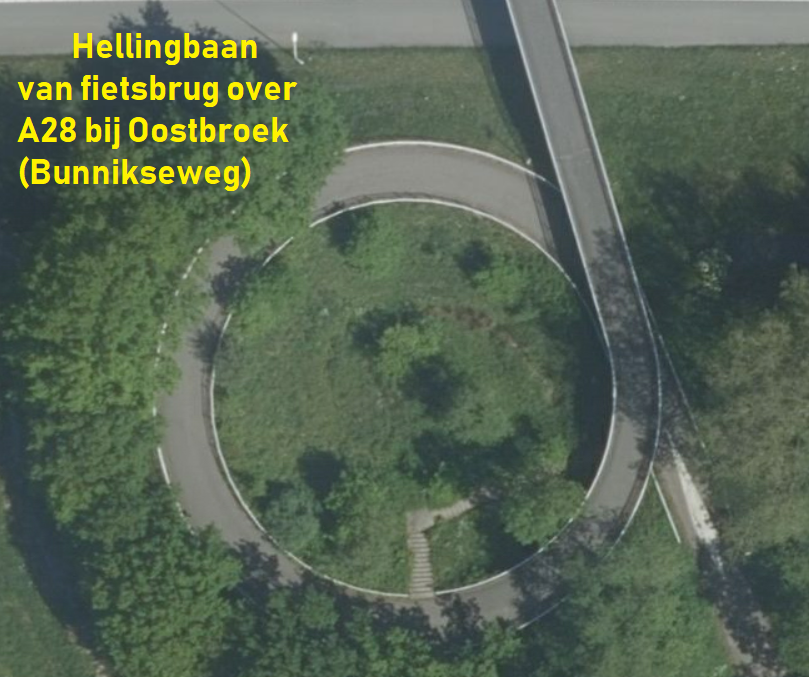 Hellingbaan
van fietsbrug over
A28 bij Oostbroek
(Bunnikseweg)